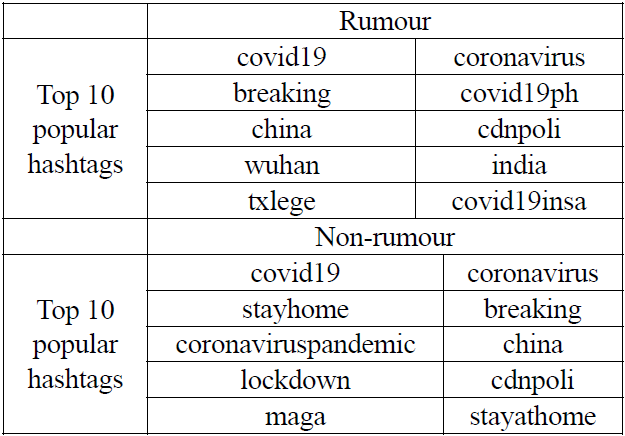 Rumour
Top 10 popular hashtags
covid19 coronavirus
breaking covid19ph
china cdnpoli
wuhan india
txlege covid19insa
Non-rumour
Top 10 popular hashtags
covid19 coronavirus
stayhome breaking
coronaviruspandemic china
lockdown cdnpoli
maga stayathome